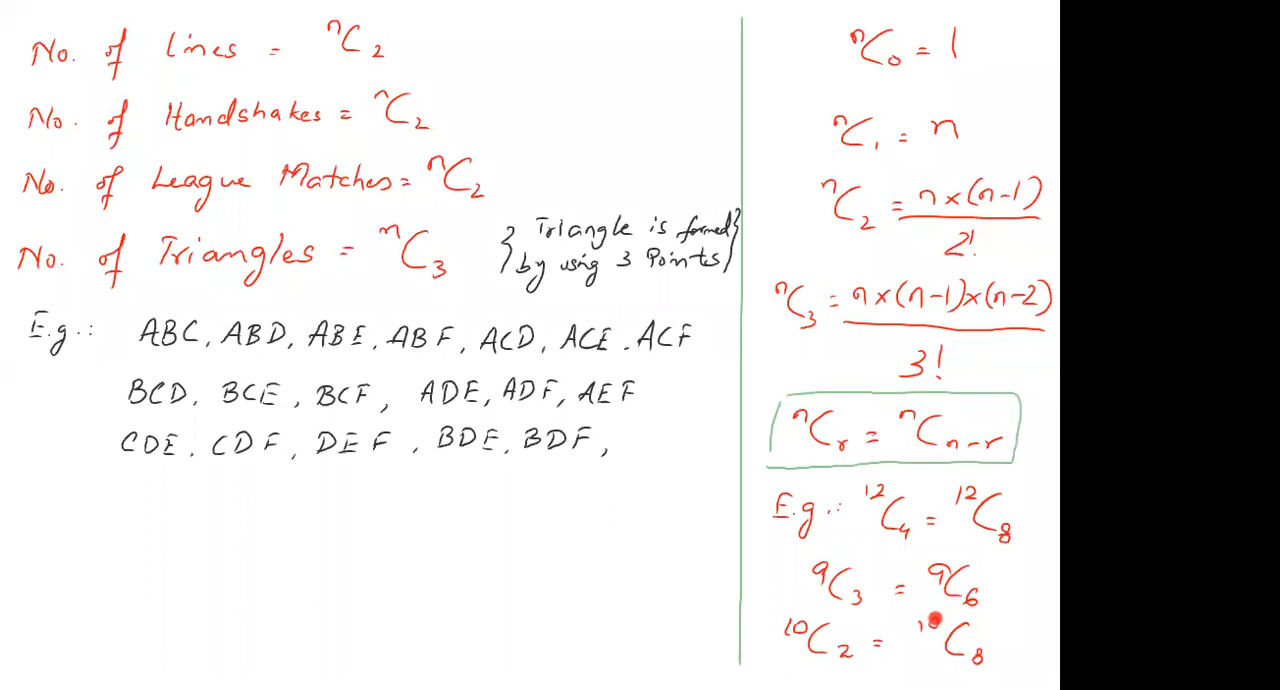 No. of Lines = ⁿC₂
No. of Handshakes = ⁿC₂
No. of League Matches = ⁿC₂
No. of Triangles = ⁿC₃ {Triangle is formed
by using 3 Points}
E.g.: ABC, ABD, ABE, ABF, ACD, ACE. ACF
BCD, BCE, BCF, ADE, ADF, AEF
CDE. CDF, DEF, BDE, BDF,
ⁿC₀ = 1
ⁿC₁ = n
ⁿC₂ = n×(n-1)
2!
ⁿC₃ = n×(n-1)×(n-2)
3!
ⁿCᵣ = ⁿCₙ₋ᵣ
E.g.: ¹²C₄ = ¹²C₈
⁹C₃ = ⁹C₆
¹⁰C₂ = ¹⁰C₈